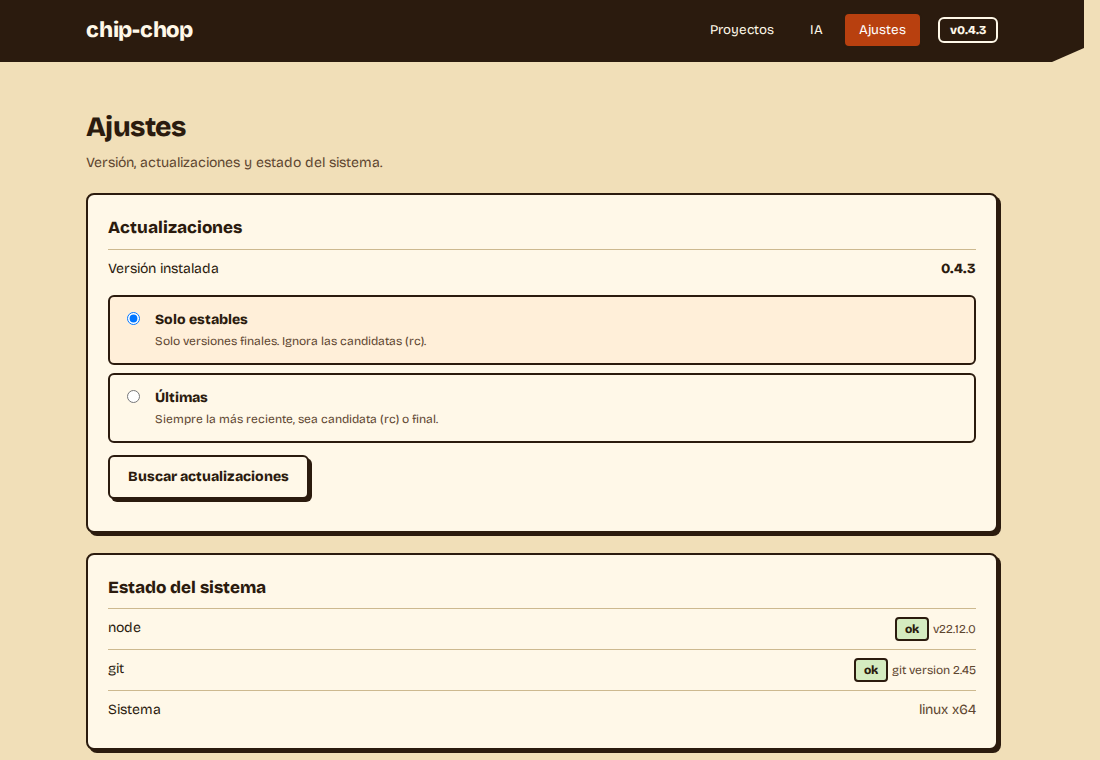 chip-chop
Proyectos IA Ajustes v0.4.3
Ajustes
Versión, actualizaciones y estado del sistema.
Actualizaciones
Versión instalada 0.4.3
Solo estables
Solo versiones finales. Ignora las candidatas (rc).
Últimas
Siempre la más reciente, sea candidata (rc) o final.
Buscar actualizaciones
Estado del sistema
node ok v22.12.0
git ok git version 2.45
Sistema linux x64